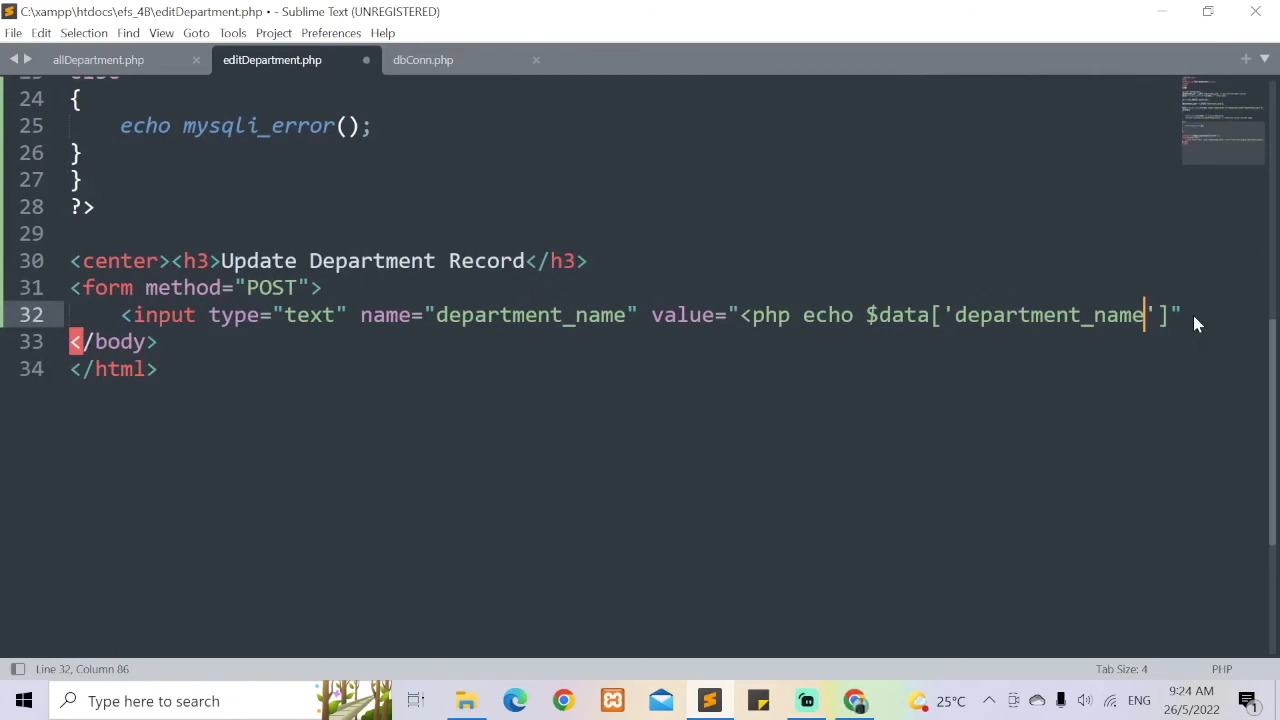 C:\xampp\htdocs\efs_4B\editDepartment.php • - Sublime Text (UNREGISTERED)
File Edit Selection Find View Goto Tools Project Preferences Help
allDepartment.php editDepartment.php dbConn.php
24 {
25 echo mysqli_error();
26 }
27 }
28 ?>
29
30 <center><h3>Update Department Record</h3>
31 <form method="POST">
32 <input type="text" name="department_name" value="<php echo $data['department_name']"
33 </body>
34 </html>
Line 32, Column 86 Tab Size: 4 PHP
Type here to search 25°C ENG 9:24 AM
26/5/2022 1